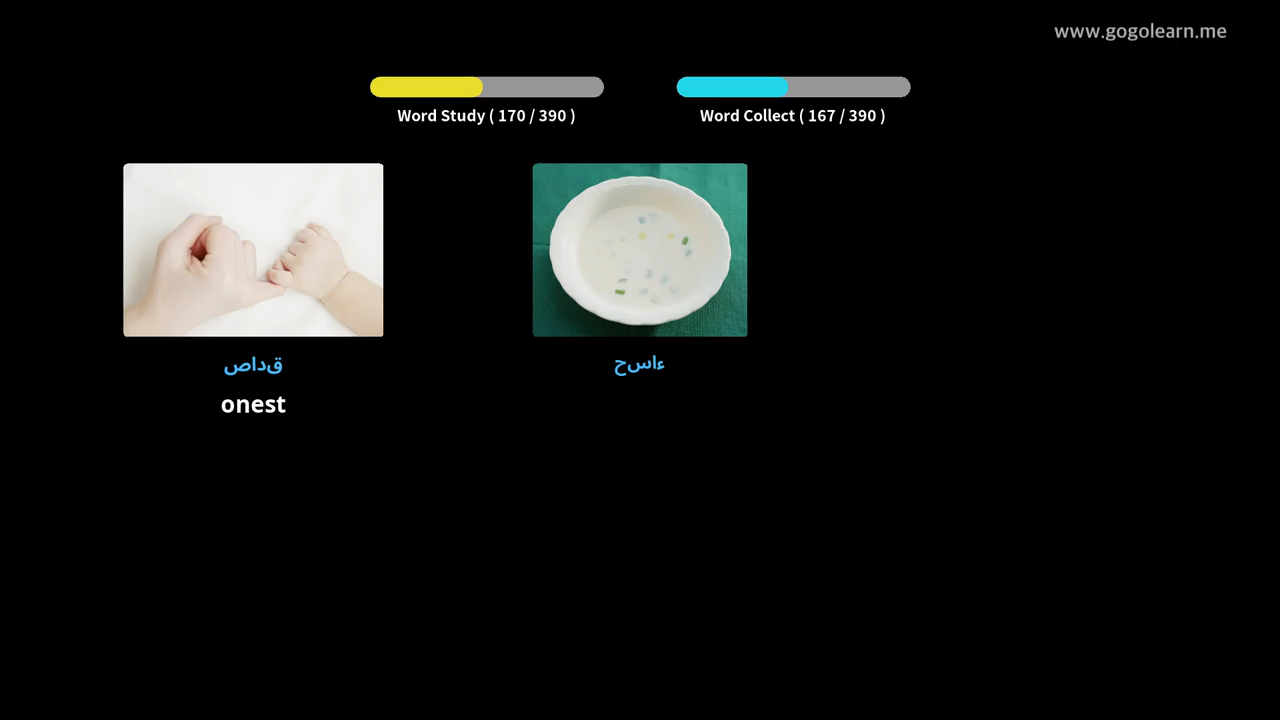 www.gogolearn.me
Word Study ( 170 / 390 )
Word Collect ( 167 / 390 )
قداص
onest
ءاسح